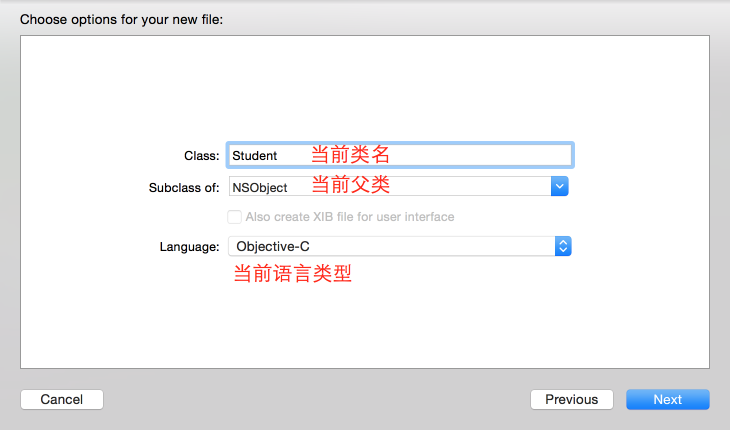 Choose options for your new file:
Class: Student 当前类名
Subclass of: NSObject 当前父类
Also create XIB file for user interface
Language: Objective-C
当前语言类型
Cancel Previous Next